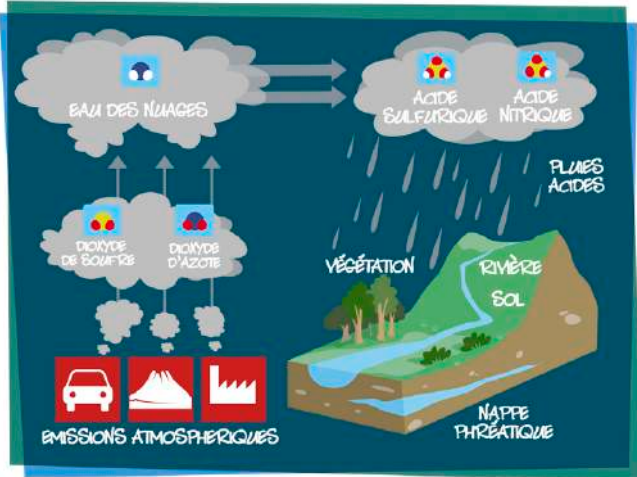 EAU DES NUAGES
ACIDE
SULFURIQUE
ACIDE
NITRIQUE
PLUIES
ACIDES
DIOXYDE
DE SOUFRE
DIOXYDE
D'AZOTE
VÉGÉTATION
RIVIÈRE
SOL
NAPPE
PHRÉATIQUE
EMISSIONS ATMOSPHERIQUES